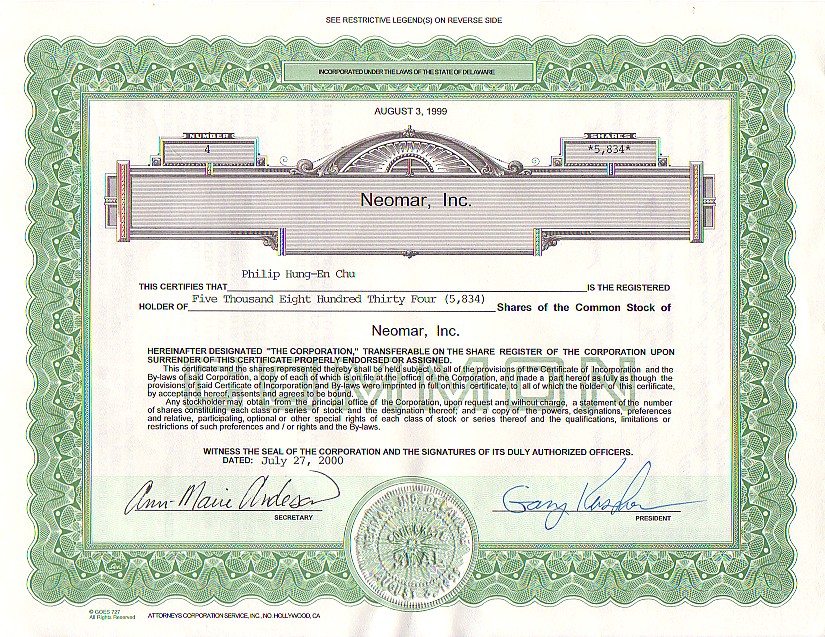 SEE RESTRICTIVE LEGEND(S) ON REVERSE SIDE
INCORPORATED UNDER THE LAWS OF THE STATE OF DELAWARE
AUGUST 3, 1999
NUMBER
4
SHARES
*5,834*
Neomar, Inc.
Philip Hung-En Chu
THIS CERTIFIES THAT IS THE REGISTERED
Five Thousand Eight Hundred Thirty Four (5,834)
HOLDER OF Shares of the Common Stock of
Neomar, Inc.
HEREINAFTER DESIGNATED "THE CORPORATION," TRANSFERABLE ON THE SHARE REGISTER OF THE CORPORATION UPON
SURRENDER OF THIS CERTIFICATE PROPERLY ENDORSED OR ASSIGNED.
This certificate and the shares represented thereby shall be held subject to all of the provisions of the Certificate of Incorporation and the
By-laws of said Corporation, a copy of each of which is on file at the office of the Corporation, and made a part hereof as fully as though the
provisions of said Certificate of Incorporation and By-laws were imprinted in full on this certificate, to all of which the holder of this certificate,
by acceptance hereof assents and agrees to be bound.
Any stockholder may obtain from the principal office of the Corporation, upon request and without charge, a statement of the number
of shares constituting each class or series of stock and the designation thereof; and a copy of the powers, designations, preferences
and relative, participating, optional or other special rights of each class of stock or series thereof and the qualifications, limitations or
restrictions of such preferences and / or rights and the By-laws.
COMMON
WITNESS THE SEAL OF THE CORPORATION AND THE SIGNATURES OF ITS DULY AUTHORIZED OFFICERS.
DATED: July 27, 2000
Ann-Marie Anderson
SECRETARY
PRESIDENT
CORPORATE
SEAL
© GOES 727
All Rights Reserved
ATTORNEYS CORPORATION SERVICE, INC., NO. HOLLYWOOD, CA